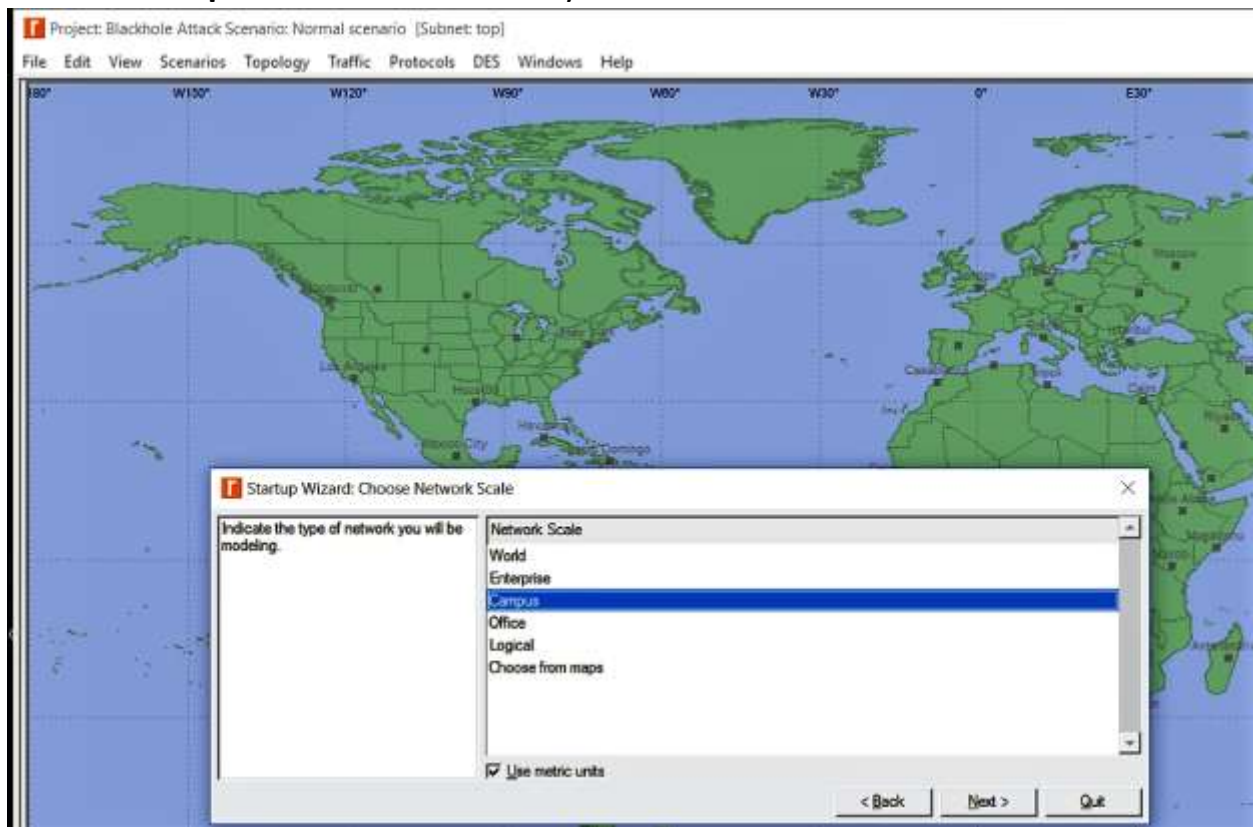 Project: Blackhole Attack Scenario: Normal scenario [Subnet: top]
File Edit View Scenarios Topology Traffic Protocols DES Windows Help
W150° W120° W90° W60° W30° 0° E30°
Los Angeles
Houston
Mexico City
Cairo
Startup Wizard: Choose Network Scale
Indicate the type of network you will be
modeling.
Network Scale
World
Enterprise
Campus
Office
Logical
Choose from maps
Use metric units
< Back Next > Quit